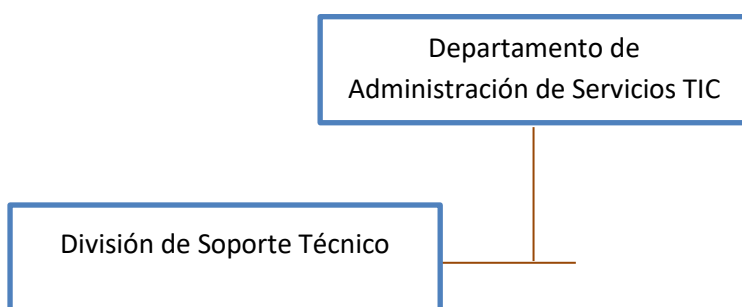 Departamento de
Administración de Servicios TIC
División de Soporte Técnico